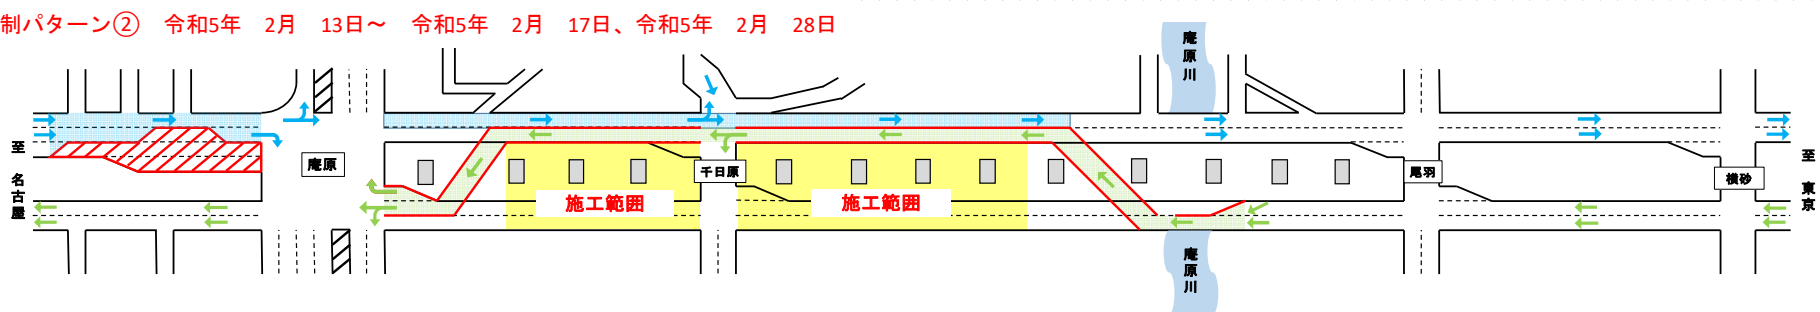 制パターン② 令和5年 2月 13日～ 令和5年 2月 17日、令和5年 2月 28日
庵原川
至 名古屋
庵原
千日原
尾羽
横砂
至 東京
施工範囲
施工範囲
庵原川